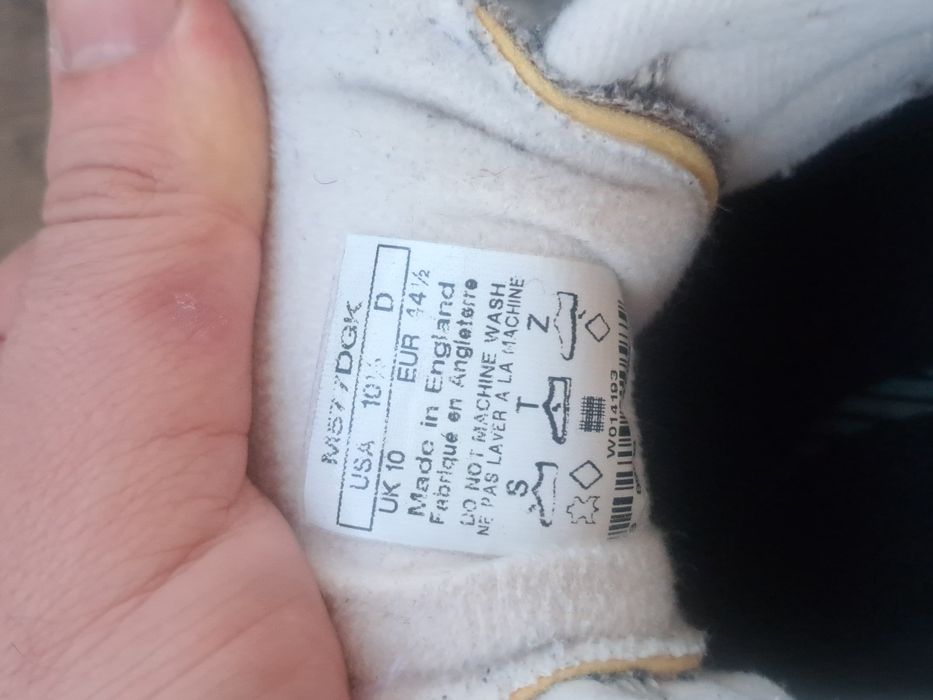 M577DGK
USA 10½ D
UK 10 EUR 44½
Made in England
Fabriqué en Angleterre
DO NOT MACHINE WASH
NE PAS LAVER A LA MACHINE
S T Z
W014193